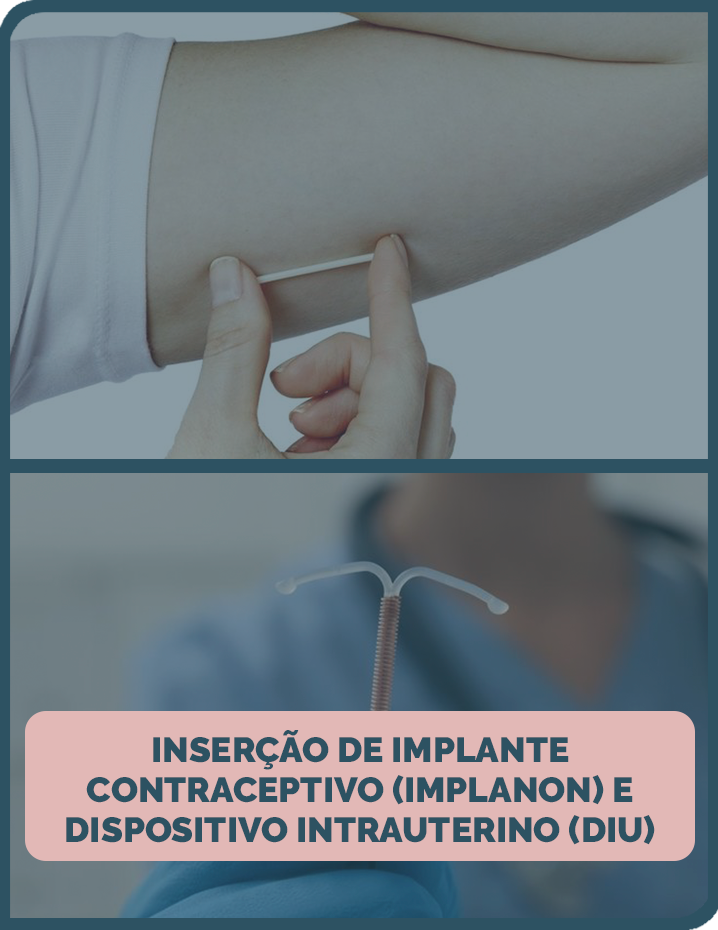 INSERÇÃO DE IMPLANTE
CONTRACEPTIVO (IMPLANON) E
DISPOSITIVO INTRAUTERINO (DIU)